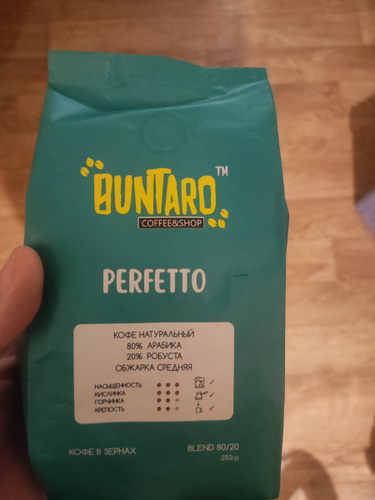 BUNTARO™
COFFEE&SHOP
PERFETTO
КОФЕ НАТУРАЛЬНЫЙ
80% АРАБИКА
20% РОБУСТА
ОБЖАРКА СРЕДНЯЯ
НАСЫЩЕННОСТЬ
КИСЛИНКА
ГОРЧИНКА
КРЕПОСТЬ
КОФЕ В ЗЕРНАХ
BLEND 80/20
250гр